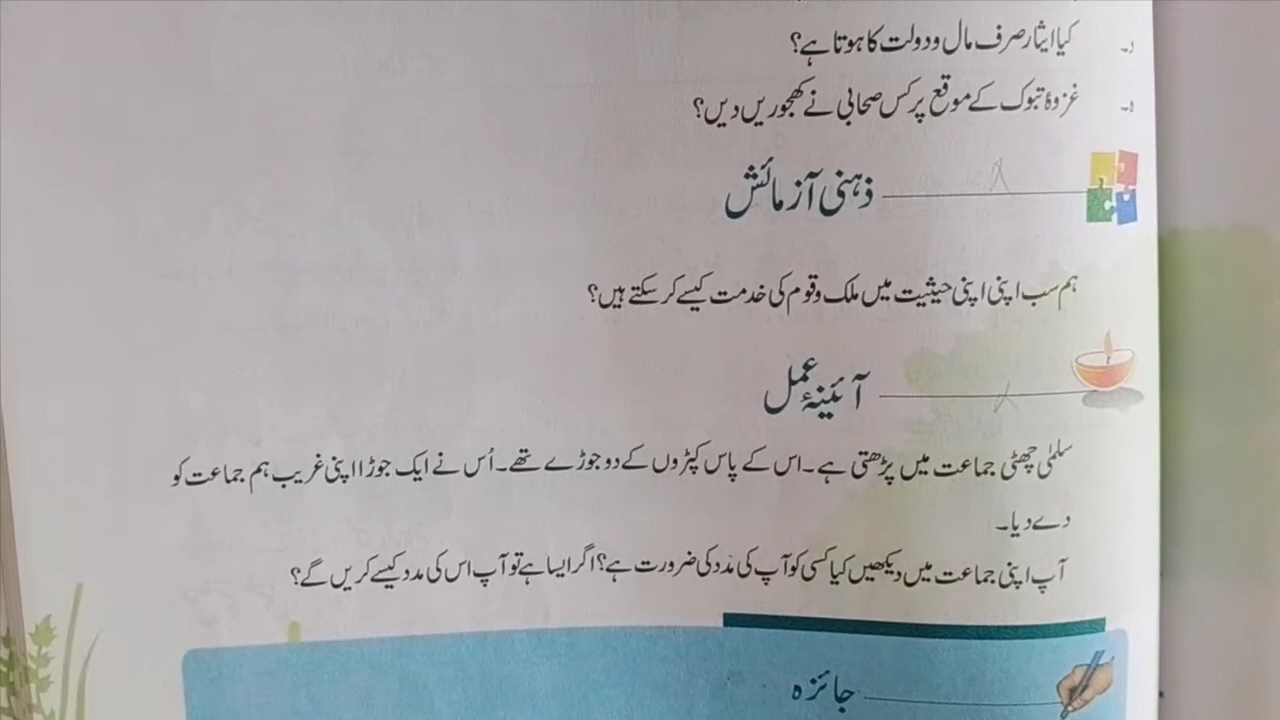 د۔ کیا ایثار صرف مال و دولت کا ہوتا ہے؟
ہ۔ غزوۂ تبوک کے موقع پر کس صحابی نے کھجوریں دیں؟
ذہنی آزمائش
ہم سب اپنی اپنی حیثیت میں ملک و قوم کی خدمت کیسے کر سکتے ہیں؟
آئینۂ عمل
سلمٰی چھٹی جماعت میں پڑھتی ہے۔ اس کے پاس کپڑوں کے دو جوڑے تھے۔ اُس نے ایک جوڑا اپنی غریب ہم جماعت کو
دے دیا۔
آپ اپنی جماعت میں دیکھیں کیا کسی کو آپ کی مدد کی ضرورت ہے؟ اگر ایسا ہے تو آپ اس کی مدد کیسے کریں گے؟
جائزہ